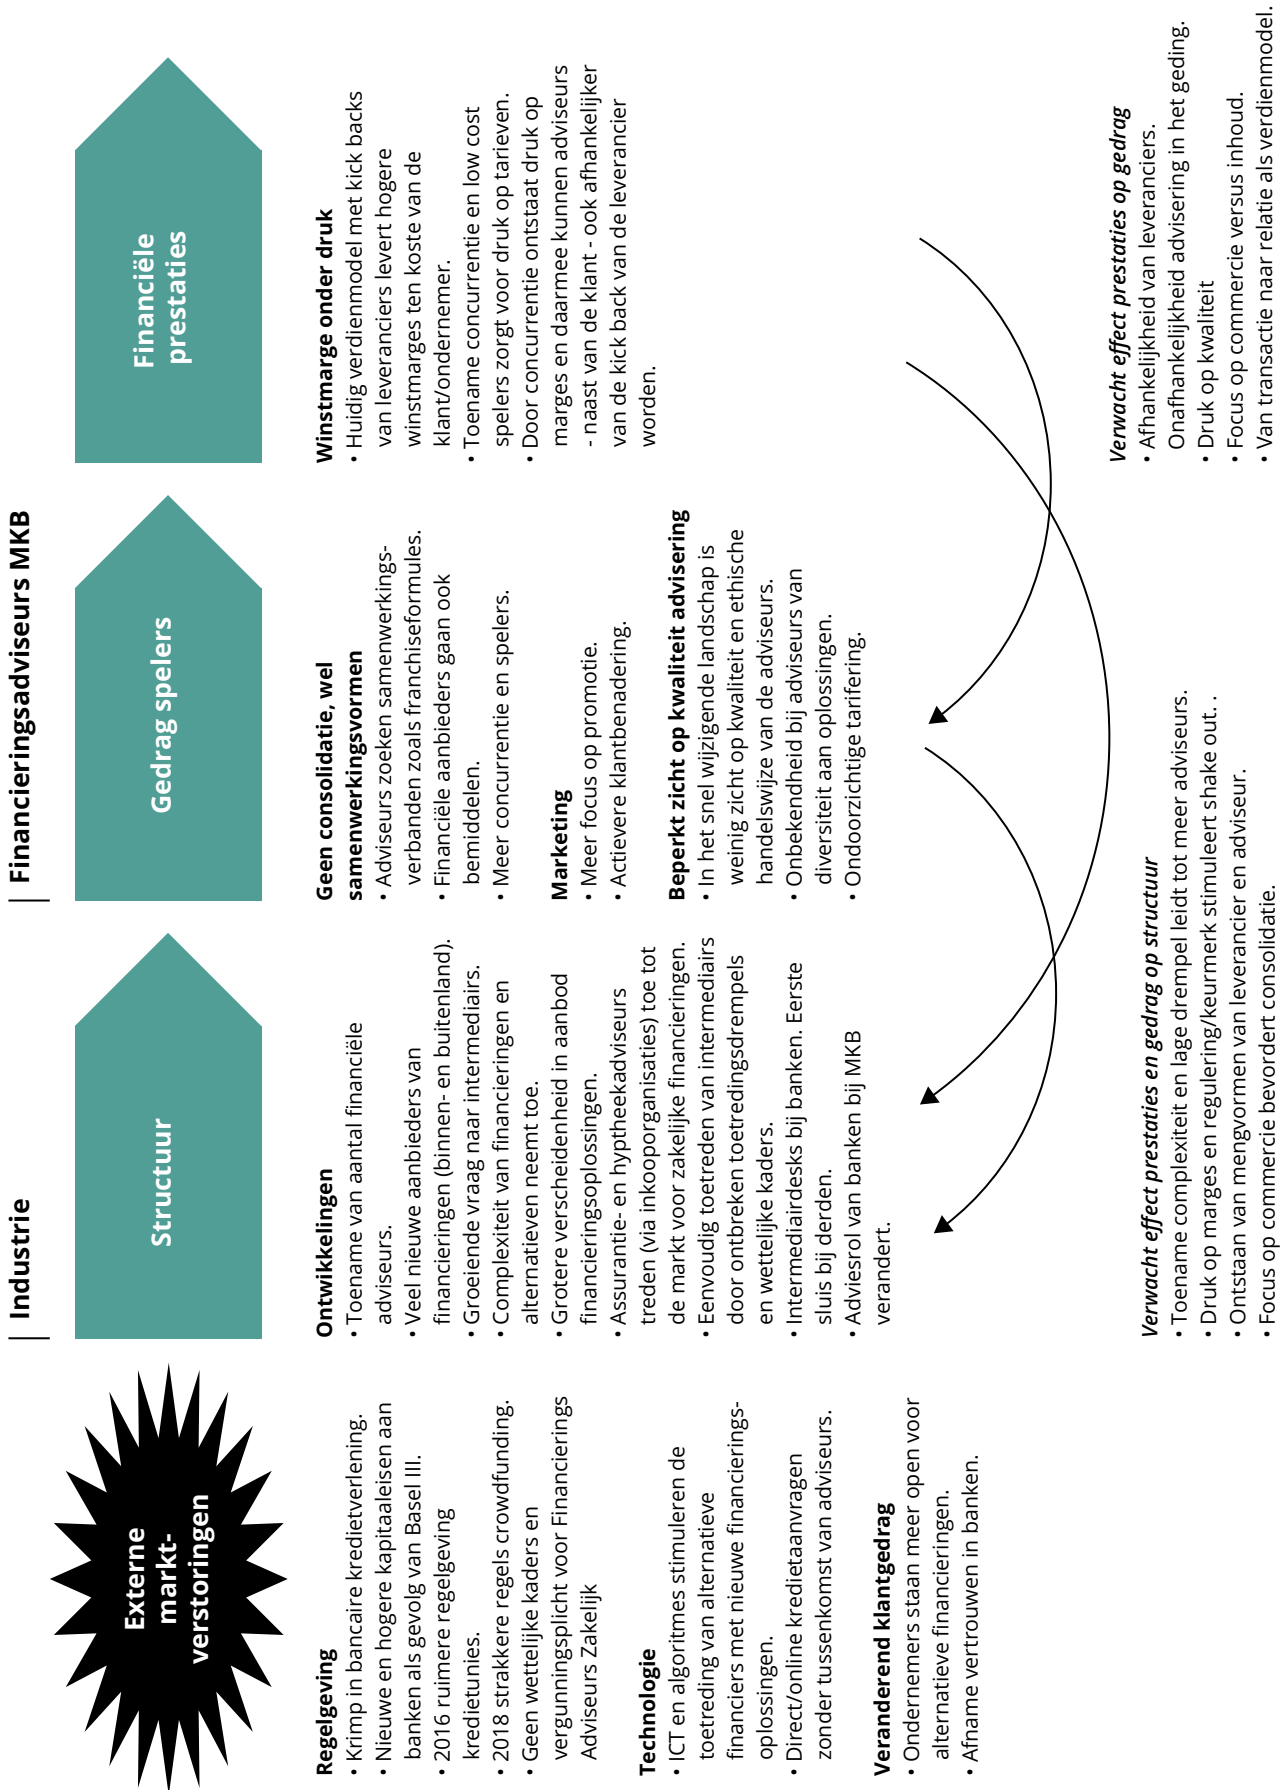 Industrie
Financieringsadviseurs MKB
Externe
markt-
verstoringen
Structuur
Gedrag spelers
Financiële
prestaties
Regelgeving
• Krimp in bancaire kredietverlening.
• Nieuwe en hogere kapitaaleisen aan
banken als gevolg van Basel III.
• 2016 ruimere regelgeving
kredietunies.
• 2018 strakkere regels crowdfunding.
• Geen wettelijke kaders en
vergunningsplicht voor Financierings
Adviseurs Zakelijk
Technologie
• ICT en algoritmes stimuleren de
toetreding van alternatieve
financiers met nieuwe financierings-
oplossingen.
• Direct/online kredietaanvragen
zonder tussenkomst van adviseurs.
Veranderend klantgedrag
• Ondernemers staan meer open voor
alternatieve financieringen.
• Afname vertrouwen in banken.
Ontwikkelingen
• Toename van aantal financiële
adviseurs.
• Veel nieuwe aanbieders van
financieringen (binnen- en buitenland).
• Groeiende vraag naar intermediairs.
• Complexiteit van financieringen en
alternatieven neemt toe.
• Grotere verscheidenheid in aanbod
financieringsoplossingen.
• Assurantie- en hyptheekadviseurs
treden (via inkooporganisaties) toe tot
de markt voor zakelijke financieringen.
• Eenvoudig toetreden van intermediairs
door ontbreken toetredingsdrempels
en wettelijke kaders.
• Intermediairdesks bij banken. Eerste
sluis bij derden.
• Adviesrol van banken bij MKB
verandert.
Geen consolidatie, wel
samenwerkingsvormen
• Adviseurs zoeken samenwerkings-
verbanden zoals franchiseformules.
• Financiële aanbieders gaan ook
bemiddelen.
• Meer concurrentie en spelers.
Marketing
• Meer focus op promotie.
• Actievere klantbenadering.
Beperkt zicht op kwaliteit advisering
• In het snel wijzigende landschap is
weinig zicht op kwaliteit en ethische
handelswijze van de adviseurs.
• Onbekendheid bij adviseurs van
diversiteit aan oplossingen.
• Ondoorzichtige tarifering.
Winstmarge onder druk
• Huidig verdienmodel met kick backs
van leveranciers levert hogere
winstmarges ten koste van de
klant/ondernemer.
• Toename concurrentie en low cost
spelers zorgt voor druk op tarieven.
• Door concurrentie ontstaat druk op
marges en daarmee kunnen adviseurs
- naast van de klant - ook afhankelijker
van de kick back van de leverancier
worden.
Verwacht effect prestaties en gedrag op structuur
• Toename complexiteit en lage drempel leidt tot meer adviseurs.
• Druk op marges en regulering/keurmerk stimuleert shake out. .
• Ontstaan van mengvormen van leverancier en adviseur.
• Focus op commercie bevordert consolidatie.
Verwacht effect prestaties op gedrag
• Afhankelijkheid van leveranciers.
Onafhankelijkheid advisering in het geding.
• Druk op kwaliteit
• Focus op commercie versus inhoud.
• Van transactie naar relatie als verdienmodel.